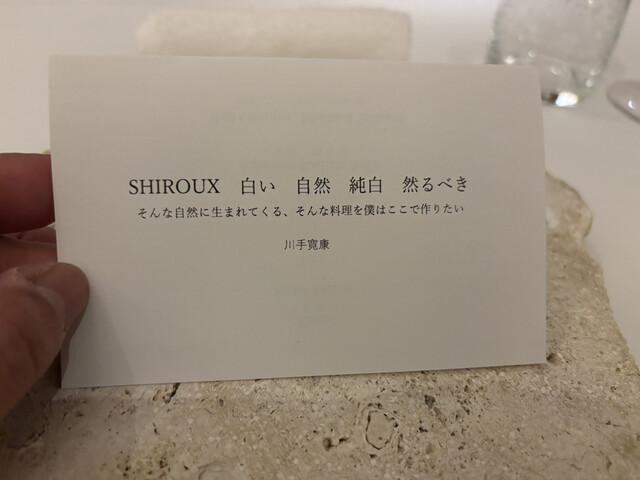 SHIROUX　白い　自然　純白　然るべき
そんな自然に生まれてくる、そんな料理を僕はここで作りたい
川手寛康